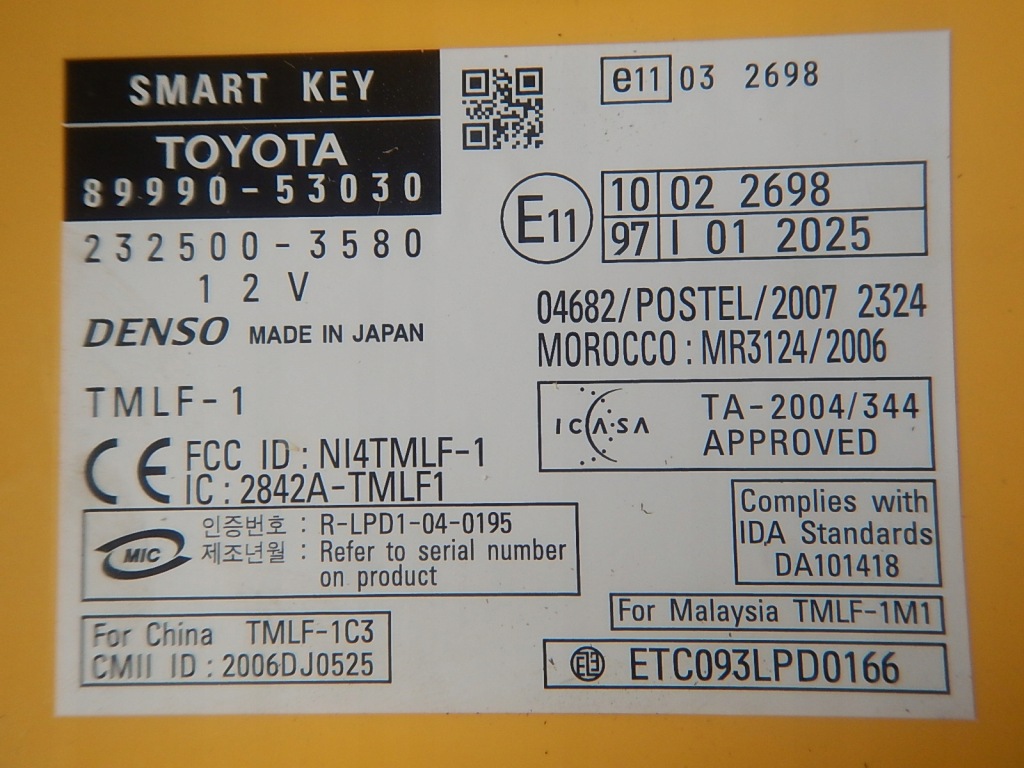 SMART KEY
TOYOTA
89990-53030
232500-3580
12V
DENSO MADE IN JAPAN
TMLF-1
CE FCC ID : NI4TMLF-1
IC : 2842A-TMLF1
MIC 인증번호 : R-LPD1-04-0195
제조년월 : Refer to serial number
on product
For China TMLF-1C3
CMII ID : 2006DJ0525
e11 03 2698
E11 10 02 2698
97 I 01 2025
04682/POSTEL/2007 2324
MOROCCO : MR3124/2006
ICASA TA-2004/344
APPROVED
Complies with
IDA Standards
DA101418
For Malaysia TMLF-1M1
ETC093LPD0166